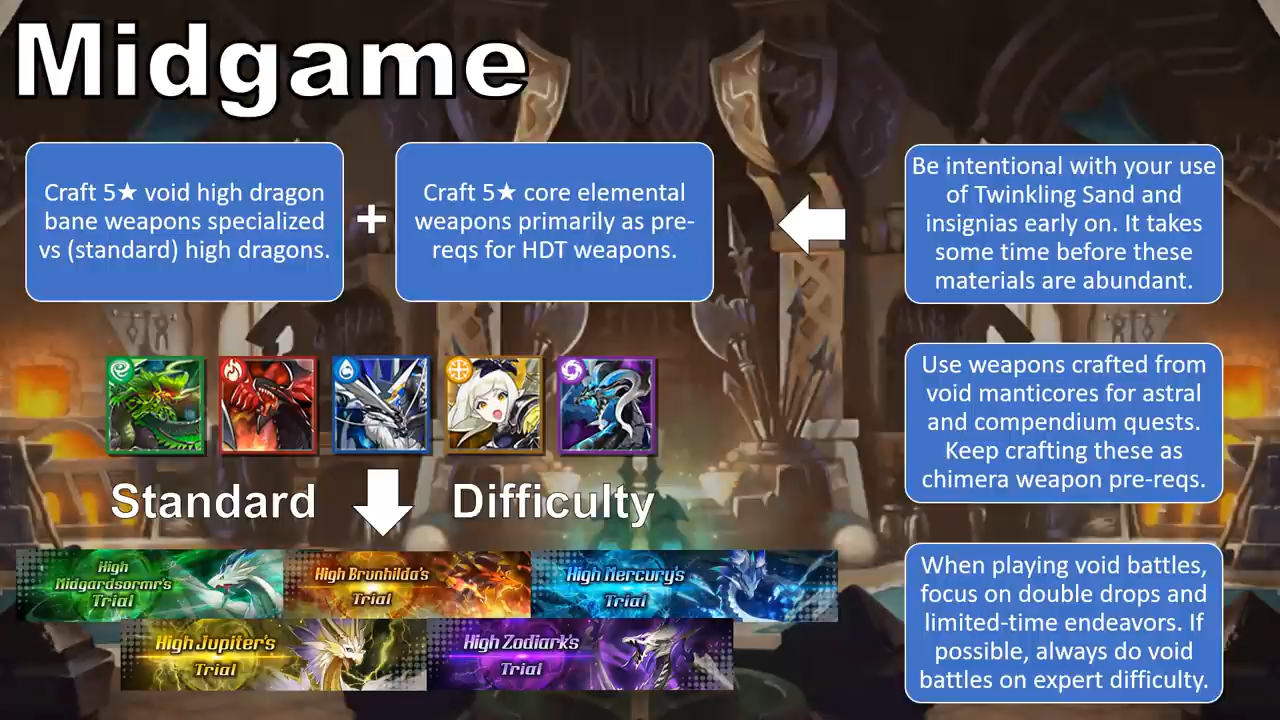 Midgame
Craft 5★ void high dragon
bane weapons specialized
vs (standard) high dragons.
+
Craft 5★ core elemental
weapons primarily as pre-
reqs for HDT weapons.
Be intentional with your use
of Twinkling Sand and
insignias early on. It takes
some time before these
materials are abundant.
Use weapons crafted from
void manticores for astral
and compendium quests.
Keep crafting these as
chimera weapon pre-reqs.
Standard Difficulty
High
Midgardsormr's
Trial
High Brunhilda's
Trial
High Mercury's
Trial
High Jupiter's
Trial
High Zodiark's
Trial
When playing void battles,
focus on double drops and
limited-time endeavors. If
possible, always do void
battles on expert difficulty.